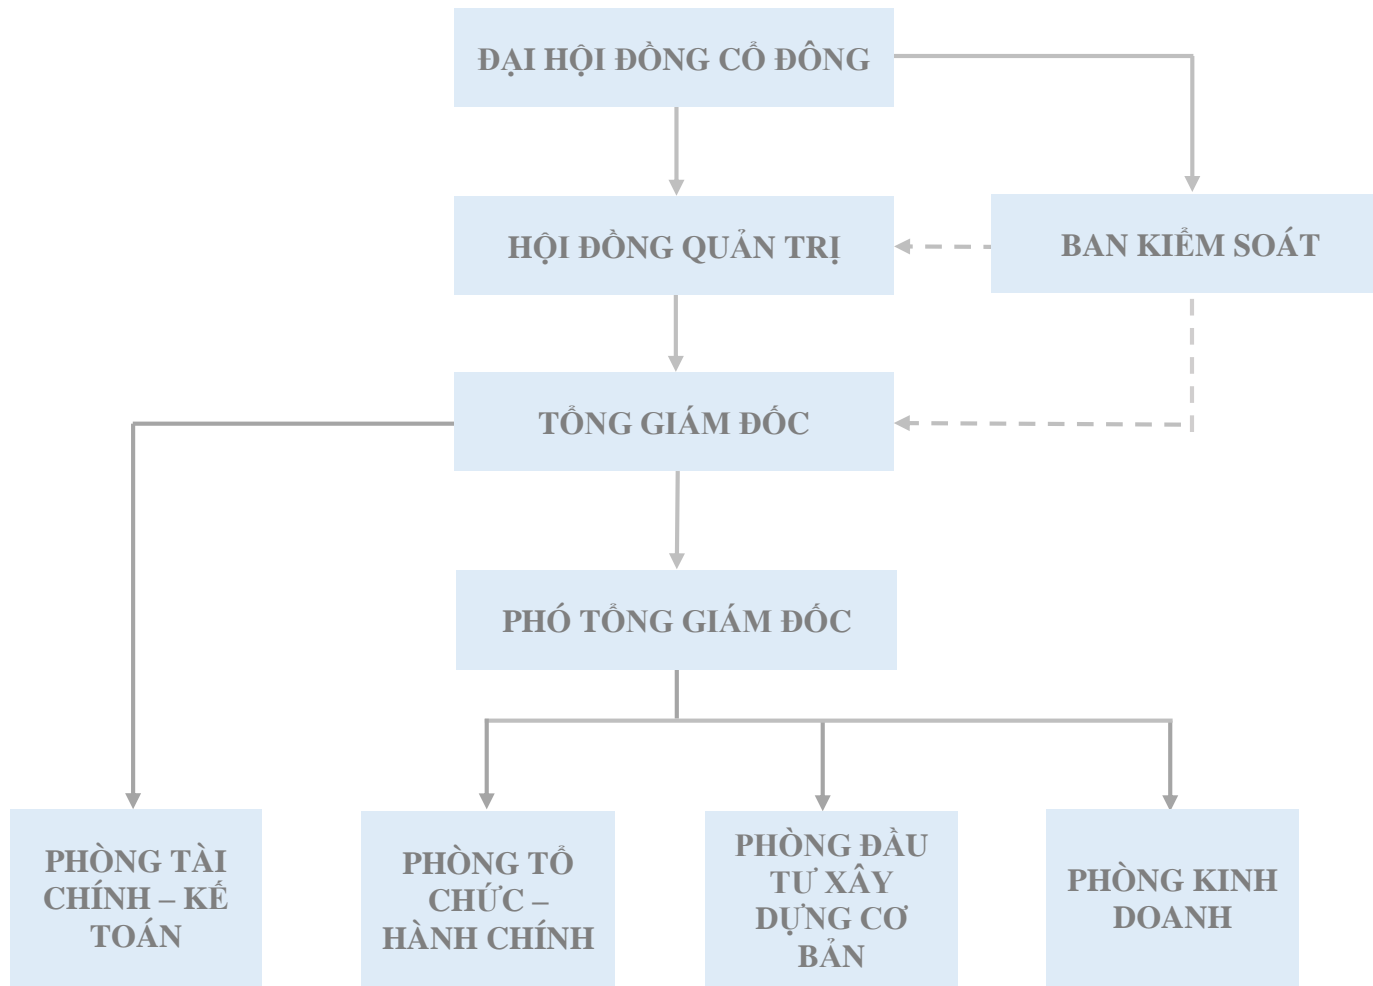 ĐẠI HỘI ĐỒNG CỔ ĐÔNG
HỘI ĐỒNG QUẢN TRỊ
BAN KIỂM SOÁT
TỔNG GIÁM ĐỐC
PHÓ TỔNG GIÁM ĐỐC
PHÒNG TÀI
CHÍNH – KẾ
TOÁN
PHÒNG TỔ
CHỨC –
HÀNH CHÍNH
PHÒNG ĐẦU
TƯ XÂY
DỰNG CƠ
BẢN
PHÒNG KINH
DOANH